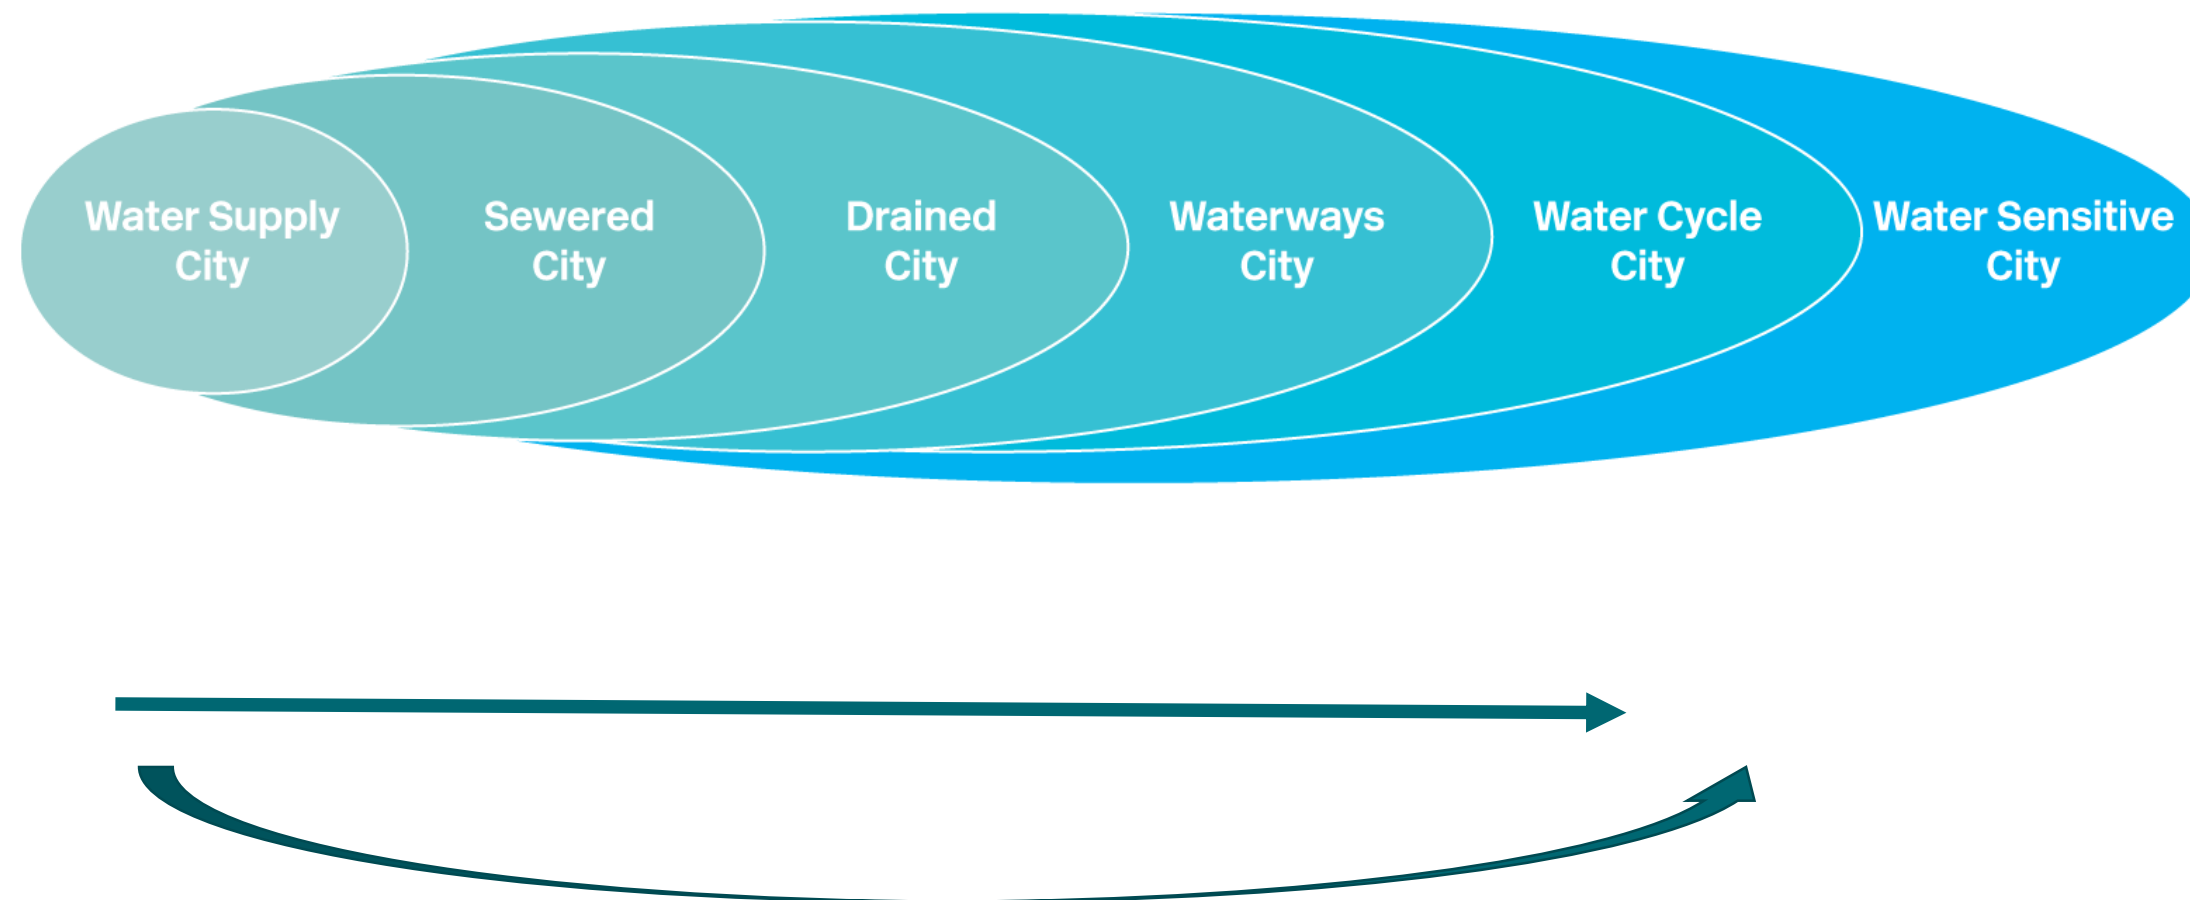 Water Supply
City
Sewered
City
Drained
City
Waterways
City
Water Cycle
City
Water Sensitive
City